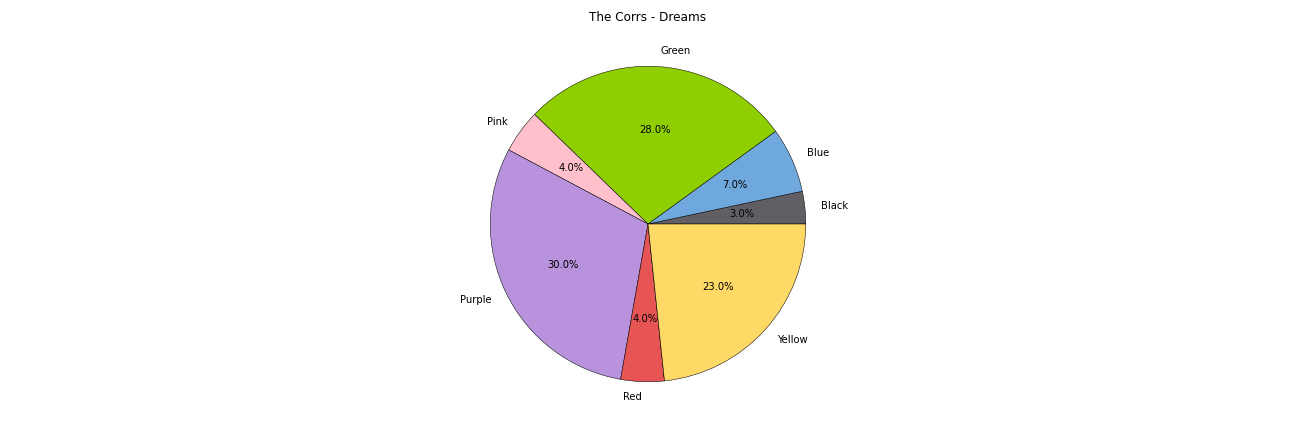 The Corrs - Dreams
Green
28.0%
Pink
4.0%
Blue
7.0%
Black
3.0%
Purple
30.0%
Yellow
23.0%
Red
4.0%